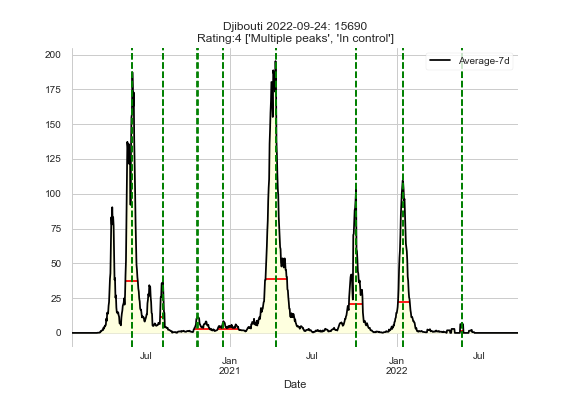 Djibouti 2022-09-24: 15690
Rating:4 ['Multiple peaks', 'In control']
200
Average-7d
175
150
125
100
75
50
25
0
Jul
Jan
2021
Jul
Jan
2022
Jul
Date